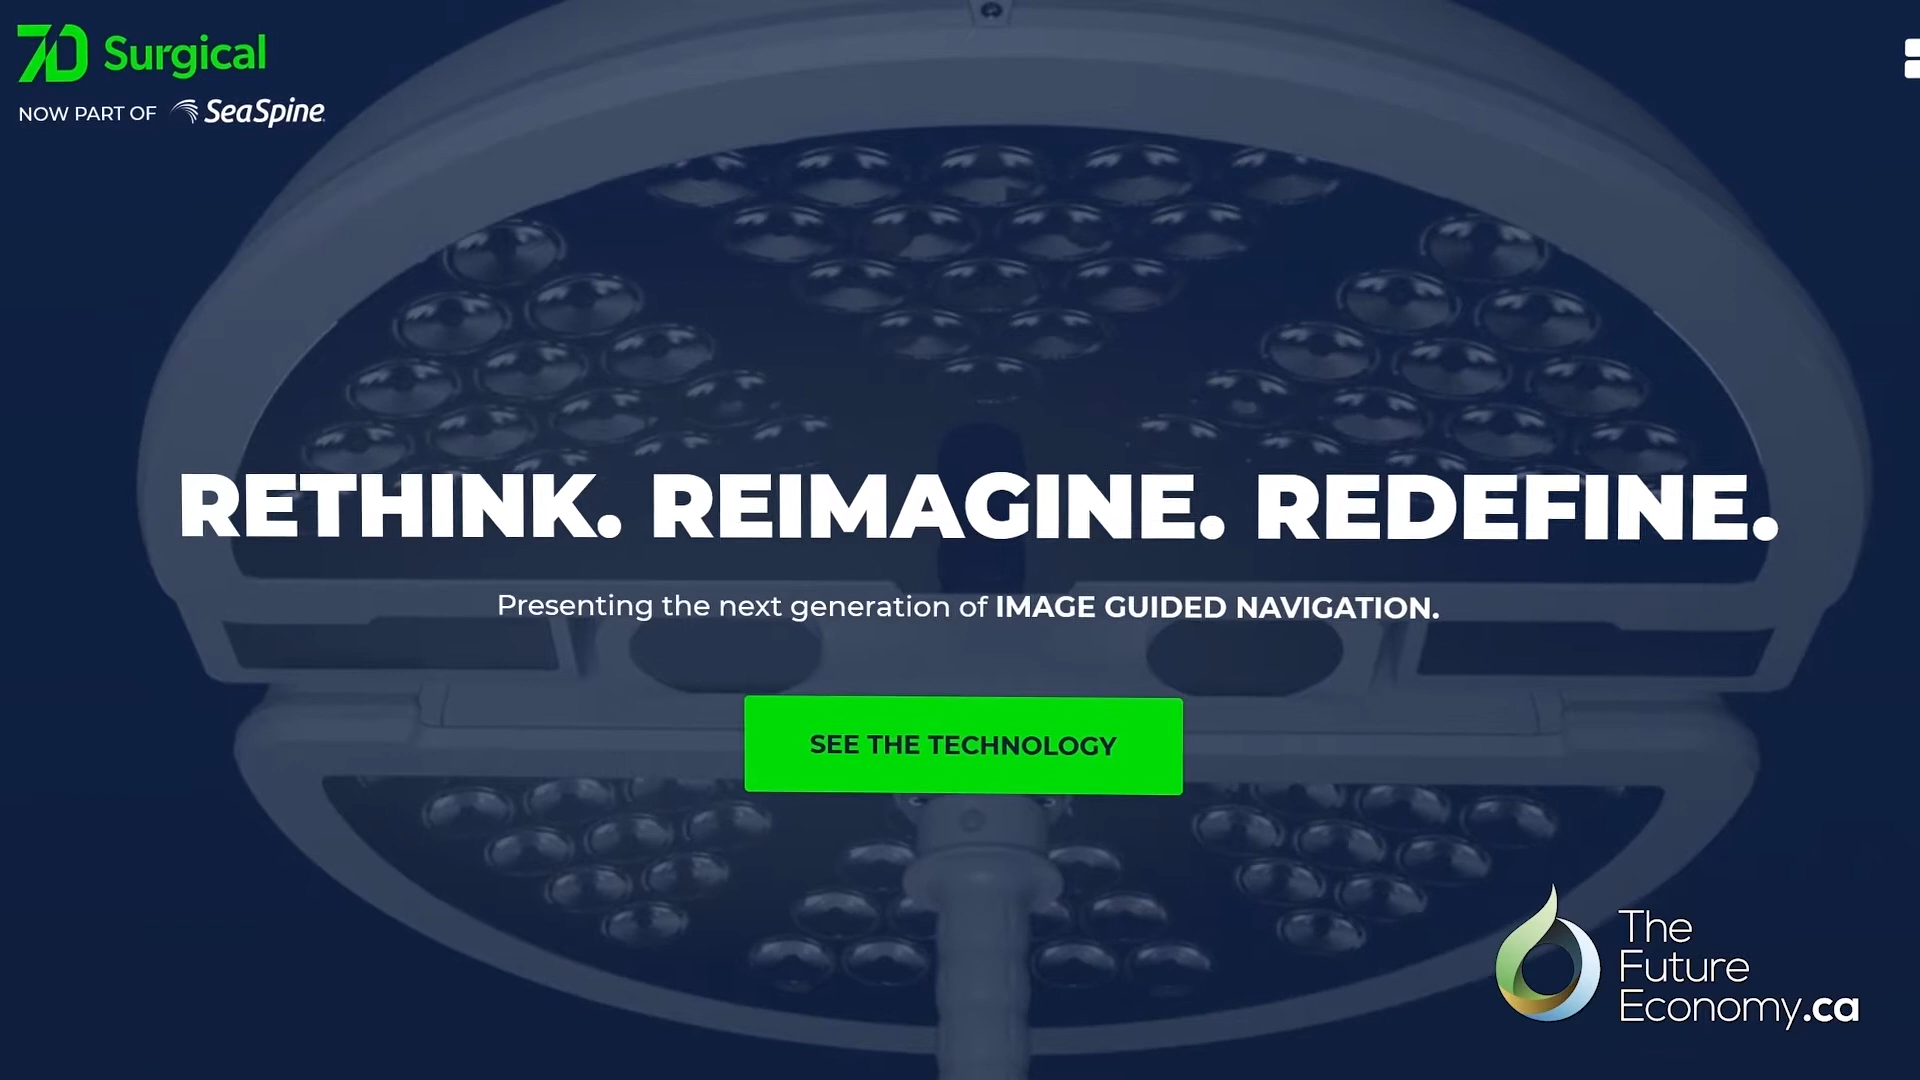 7D Surgical
NOW PART OF SeaSpine
RETHINK. REIMAGINE. REDEFINE.
Presenting the next generation of IMAGE GUIDED NAVIGATION.
SEE THE TECHNOLOGY
The
Future
Economy.ca